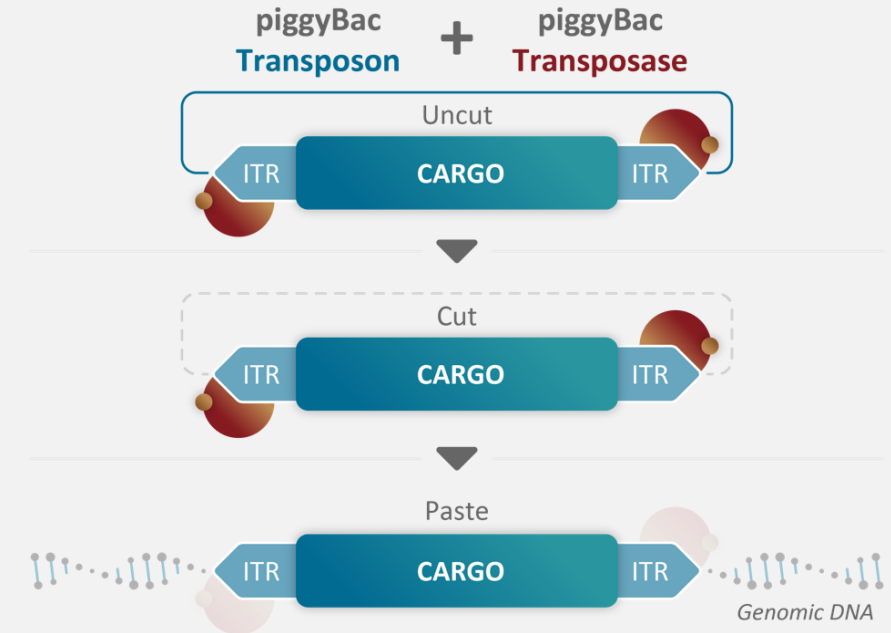 piggyBac
Transposon
+
piggyBac
Transposase
Uncut
ITR CARGO ITR
Cut
ITR CARGO ITR
Paste
ITR CARGO ITR
Genomic DNA